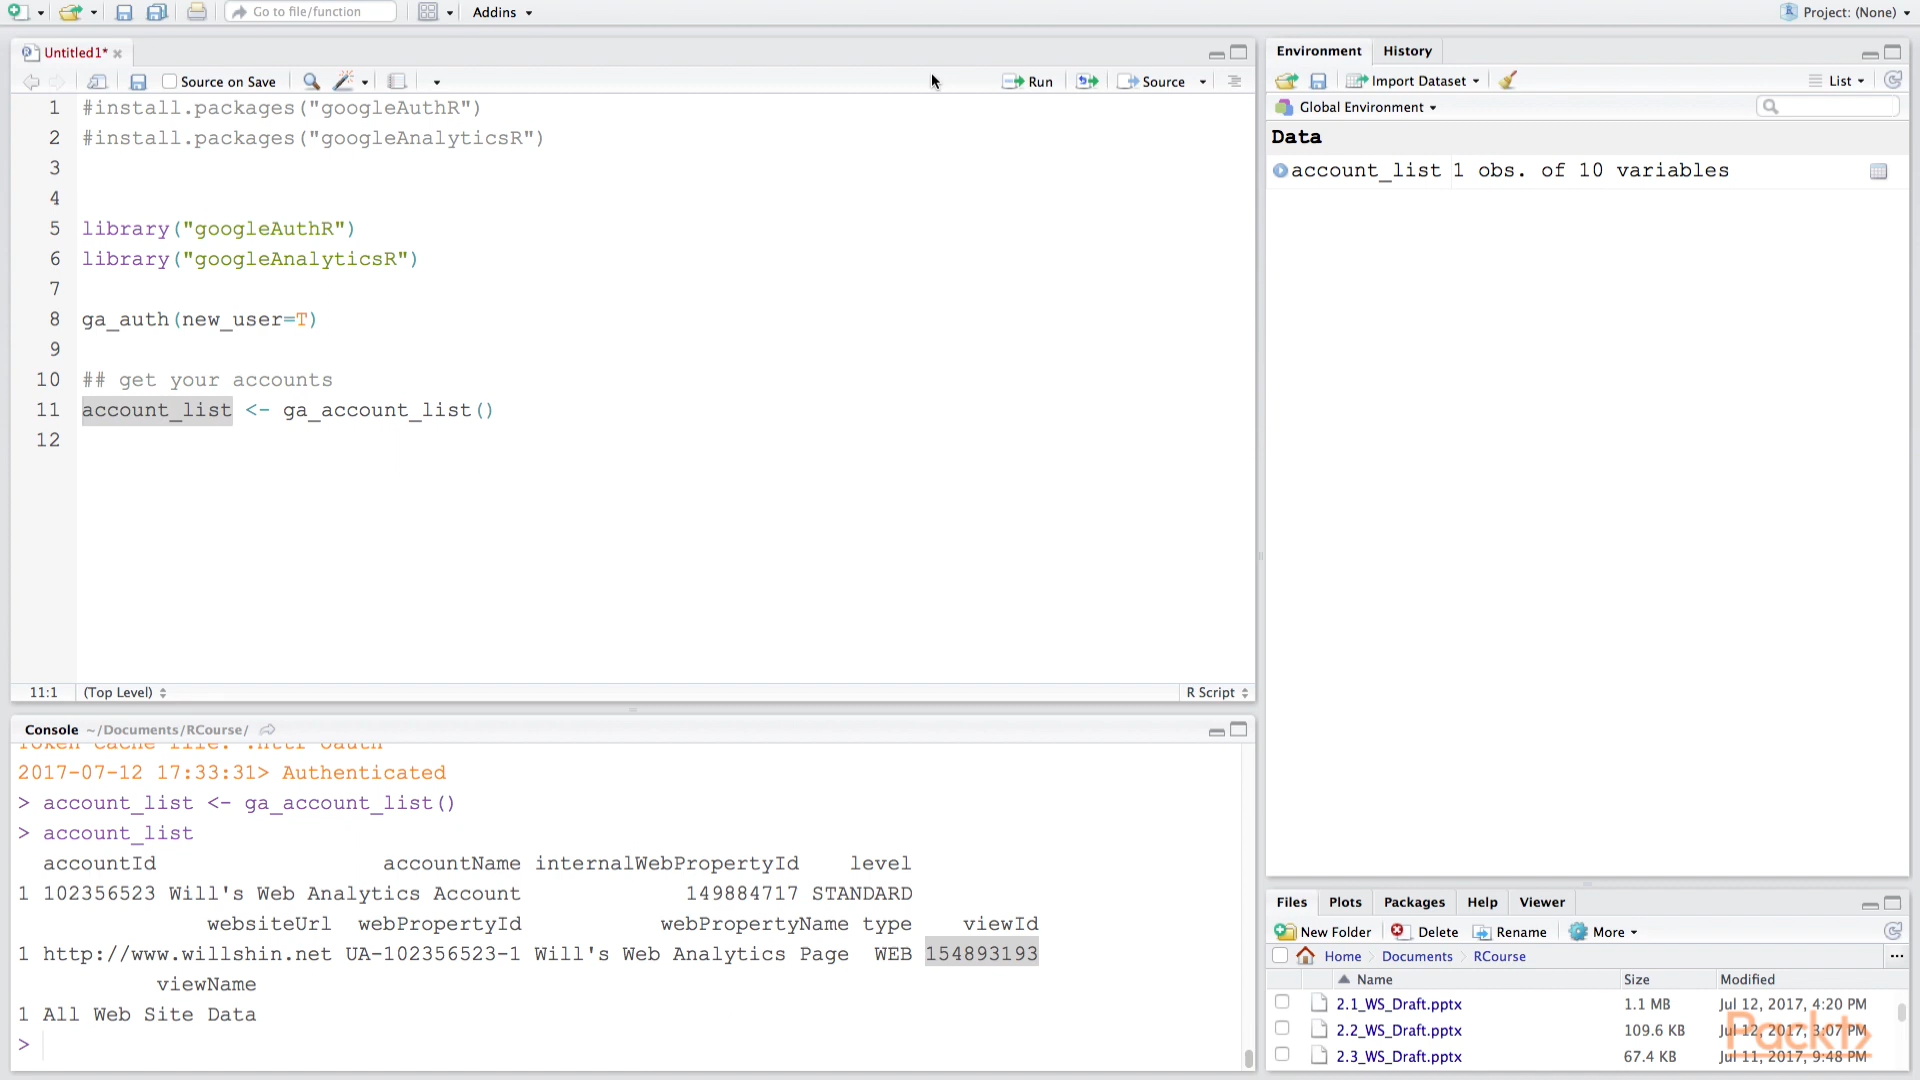 Go to file/function
Addins
Project: (None)
Untitled1*
Source on Save
Run
Source
1 #install.packages("googleAuthR")
2 #install.packages("googleAnalyticsR")
3
4
5 library("googleAuthR")
6 library("googleAnalyticsR")
7
8 ga_auth(new_user=T)
9
10 ## get your accounts
11 account_list <- ga_account_list()
12
11:1 (Top Level) R Script
Console ~/Documents/RCourse/
2017-07-12 17:33:31> Authenticated
> account_list <- ga_account_list()
> account_list
accountId accountName internalWebPropertyId level
1 102356523 Will's Web Analytics Account 149884717 STANDARD
websiteUrl webPropertyId webPropertyName type viewId
1 http://www.willshin.net UA-102356523-1 Will's Web Analytics Page WEB 154893193
viewName
1 All Web Site Data
>
Environment History
Import Dataset List
Global Environment
Data
account_list 1 obs. of 10 variables
Files Plots Packages Help Viewer
New Folder Delete Rename More
Home Documents RCourse ...
Name Size Modified
2.1_WS_Draft.pptx 1.1 MB Jul 12, 2017, 4:20 PM
2.2_WS_Draft.pptx 109.6 KB Jul 12, 2017, 3:07 PM
2.3_WS_Draft.pptx 67.4 KB Jul 11, 2017, 9:48 PM
Packt